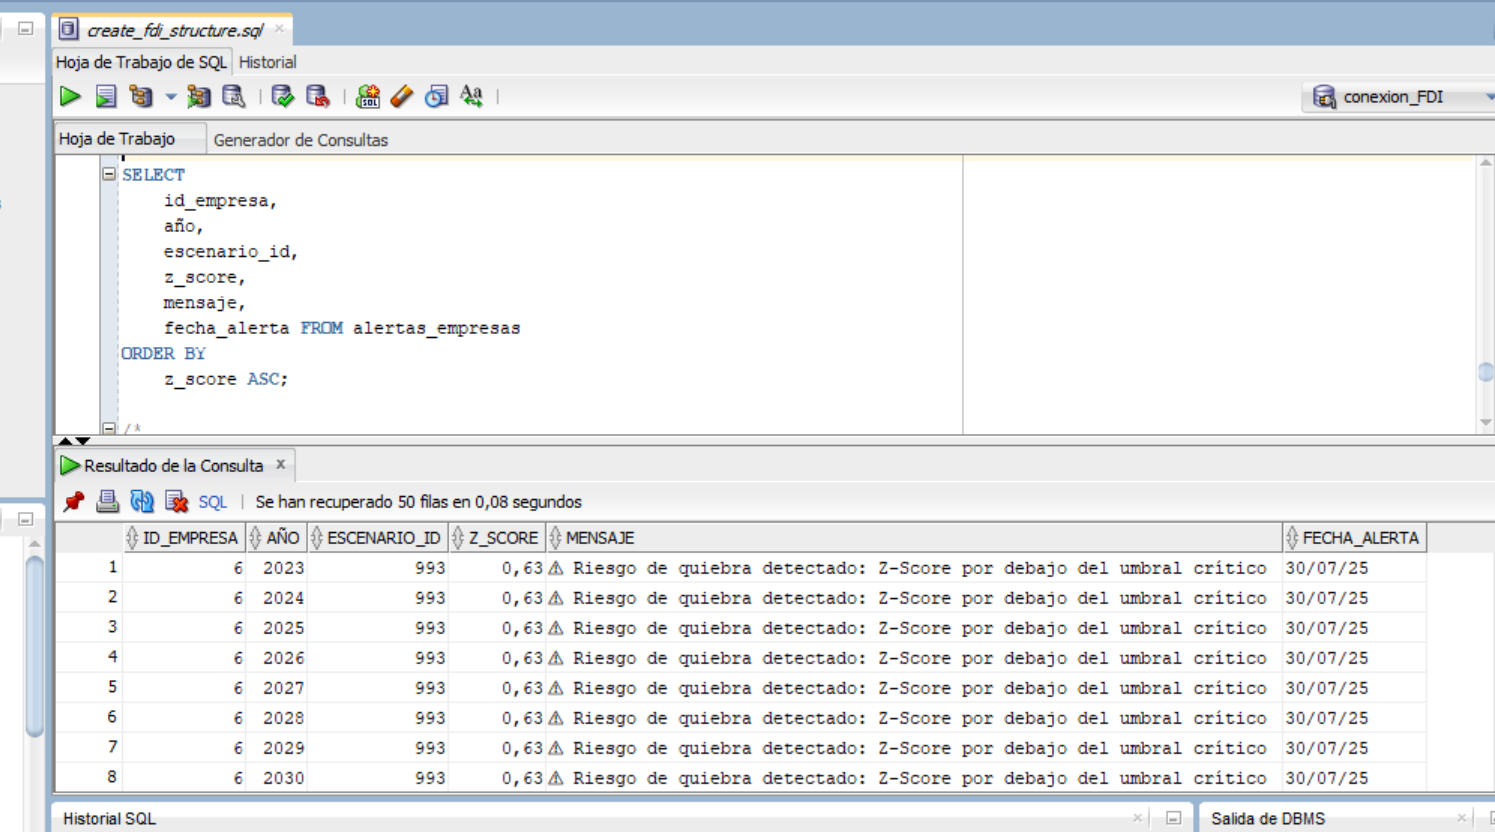 create_fdi_structure.sql
Hoja de Trabajo de SQL Historial
conexion_FDI
Hoja de Trabajo Generador de Consultas
SELECT
id_empresa,
año,
escenario_id,
z_score,
mensaje,
fecha_alerta FROM alertas_empresas
ORDER BY
z_score ASC;
/*
Resultado de la Consulta x
SQL | Se han recuperado 50 filas en 0,08 segundos
ID_EMPRESA AÑO ESCENARIO_ID Z_SCORE MENSAJE FECHA_ALERTA
1 6 2023 993 0,63 ⚠ Riesgo de quiebra detectado: Z-Score por debajo del umbral crítico 30/07/25
2 6 2024 993 0,63 ⚠ Riesgo de quiebra detectado: Z-Score por debajo del umbral crítico 30/07/25
3 6 2025 993 0,63 ⚠ Riesgo de quiebra detectado: Z-Score por debajo del umbral crítico 30/07/25
4 6 2026 993 0,63 ⚠ Riesgo de quiebra detectado: Z-Score por debajo del umbral crítico 30/07/25
5 6 2027 993 0,63 ⚠ Riesgo de quiebra detectado: Z-Score por debajo del umbral crítico 30/07/25
6 6 2028 993 0,63 ⚠ Riesgo de quiebra detectado: Z-Score por debajo del umbral crítico 30/07/25
7 6 2029 993 0,63 ⚠ Riesgo de quiebra detectado: Z-Score por debajo del umbral crítico 30/07/25
8 6 2030 993 0,63 ⚠ Riesgo de quiebra detectado: Z-Score por debajo del umbral crítico 30/07/25
Historial SQL Salida de DBMS